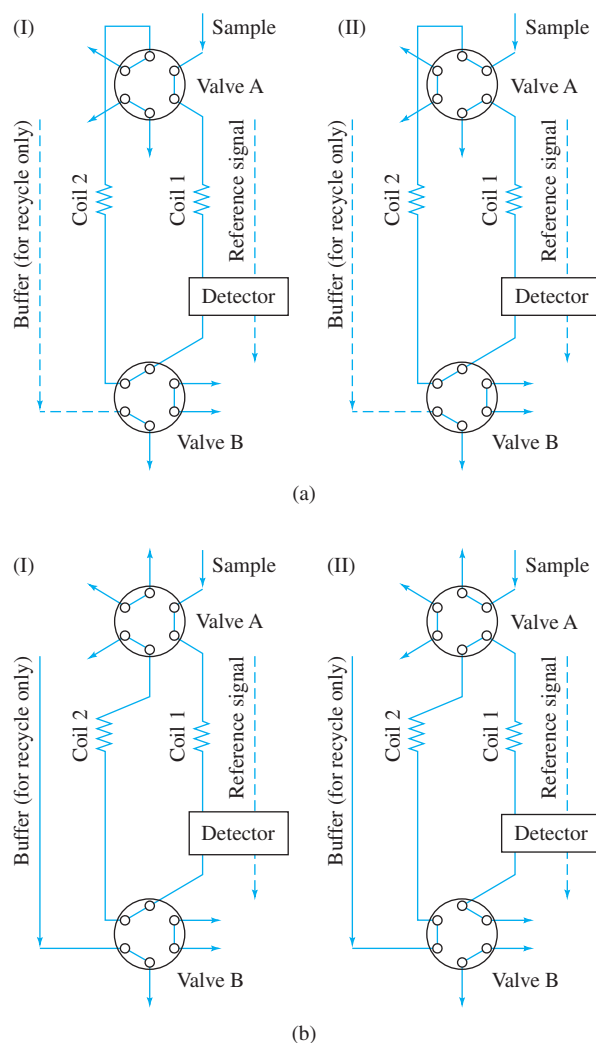 (I)
Sample
Valve A
Buffer (for recycle only)
Coil 2
Coil 1
Reference signal
Detector
Valve B
(II)
Sample
Valve A
Buffer (for recycle only)
Coil 2
Coil 1
Reference signal
Detector
Valve B
(a)
(I)
Sample
Valve A
Buffer (for recycle only)
Coil 2
Coil 1
Reference signal
Detector
Valve B
(II)
Sample
Valve A
Buffer (for recycle only)
Coil 2
Coil 1
Reference signal
Detector
Valve B
(b)